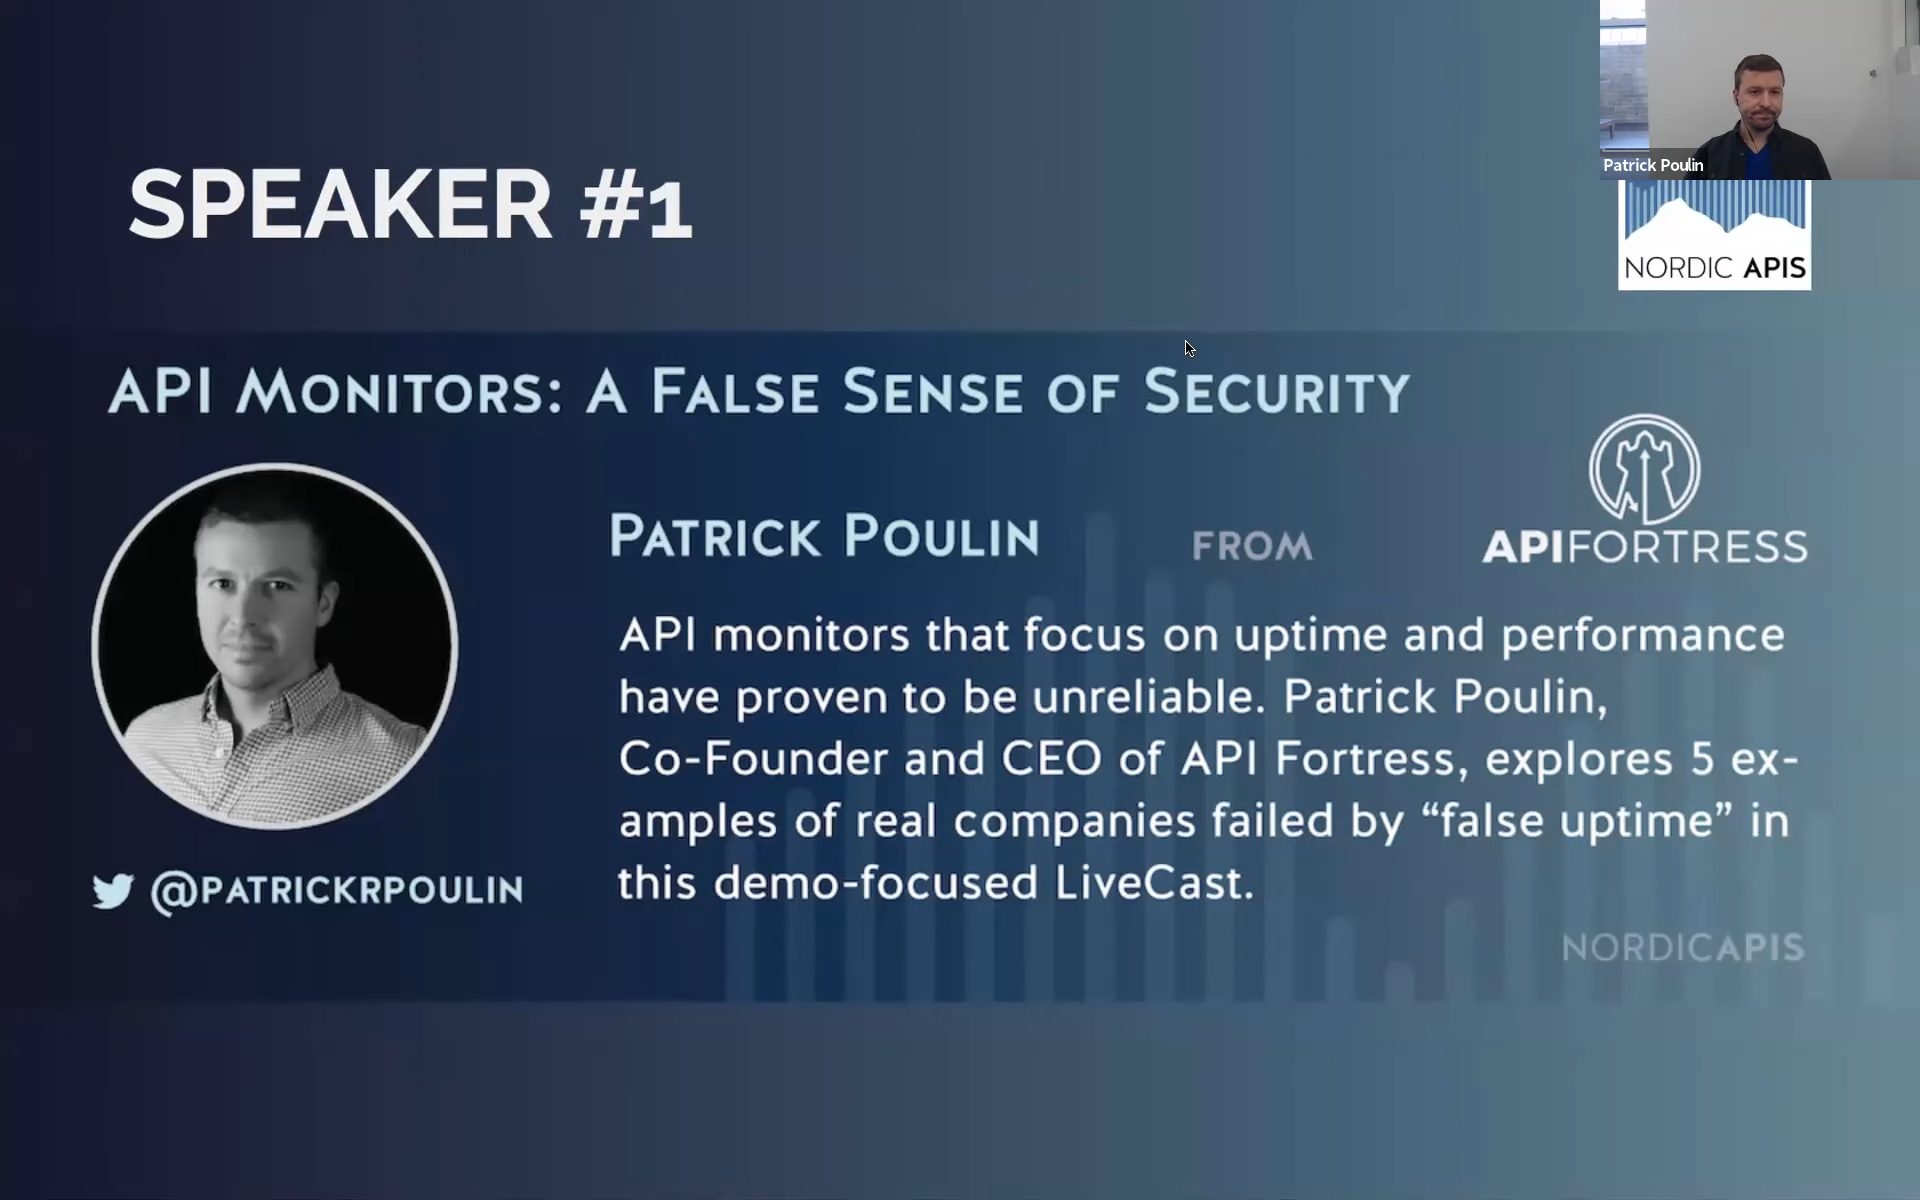 Patrick Poulin
SPEAKER #1
NORDIC APIS
API MONITORS: A FALSE SENSE OF SECURITY
PATRICK POULIN
FROM
APIFORTRESS
API monitors that focus on uptime and performance
have proven to be unreliable. Patrick Poulin,
Co-Founder and CEO of API Fortress, explores 5 ex-
amples of real companies failed by “false uptime” in
this demo-focused LiveCast.
@PATRICKRPOULIN
NORDICAPIS